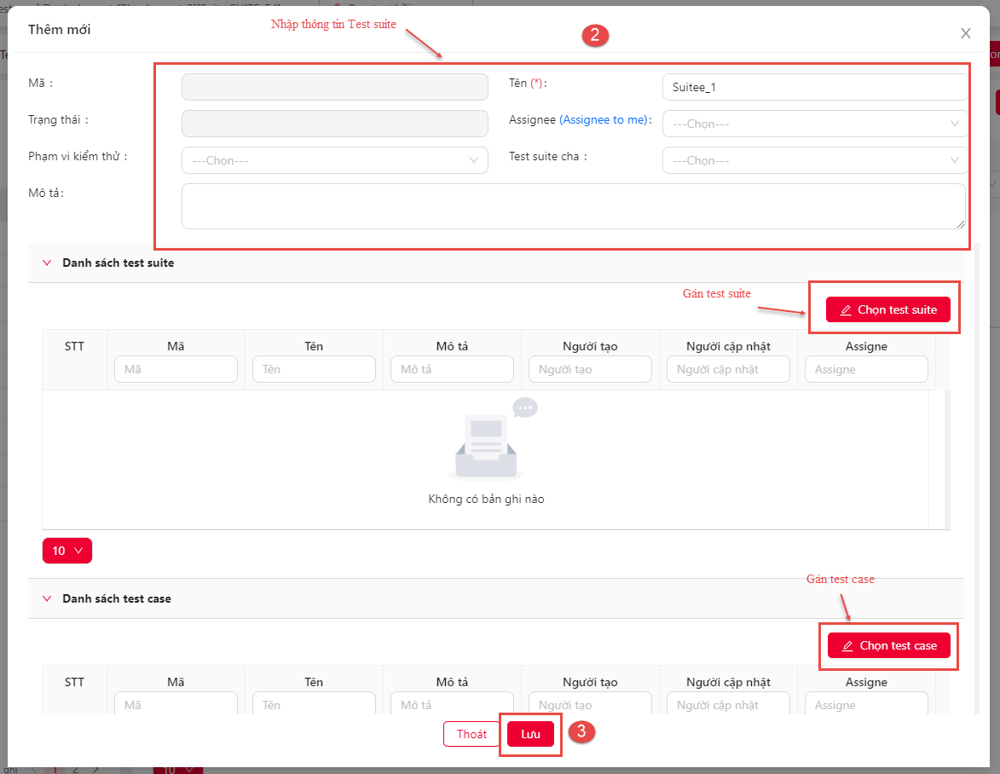 Thêm mới
Nhập thông tin Test suite
2
Mã :
Tên (*):
Suitee_1
Trạng thái :
Assignee (Assignee to me):
---Chọn---
Phạm vi kiểm thử :
---Chọn---
Test suite cha :
---Chọn---
Mô tả:
Danh sách test suite
Gán test suite
Chọn test suite
STT
Mã
Tên
Mô tả
Người tạo
Người cập nhật
Assigne
Mã
Tên
Mô tả
Người tạo
Người cập nhật
Assigne
Không có bản ghi nào
10
Gán test case
Danh sách test case
Chọn test case
STT
Mã
Tên
Mô tả
Người tạo
Người cập nhật
Assigne
Mã
Tên
Mô tả
Người tạo
Người cập nhật
Assigne
Thoát
Lưu
3
ghi
1
2
10